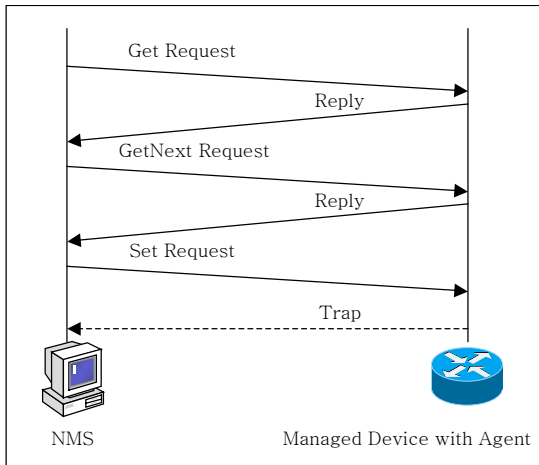 Get Request
Reply
GetNext Request
Reply
Set Request
Trap
NMS
Managed Device with Agent